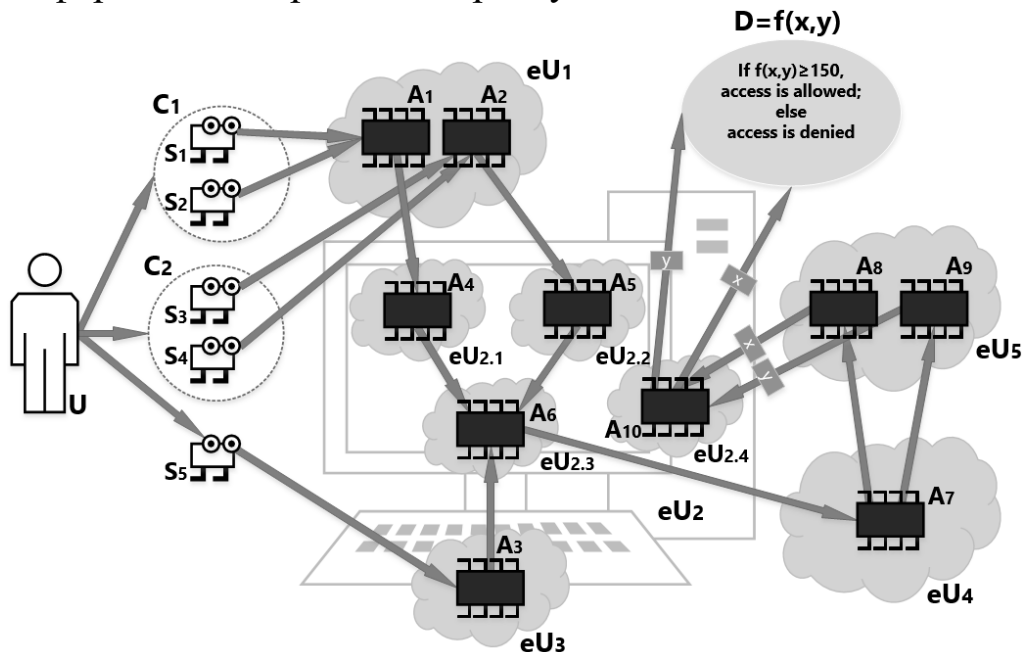 D=f(x,y)
If f(x,y)≥150,
access is allowed;
else
access is denied
eU1
A1
A2
C1
S1
S2
C2
S3
S4
U
S5
A4
A5
eU2.1
eU2.2
y
x
A8
A9
x
y
eU5
A6
eU2.3
A10
eU2.4
eU2
A7
eU4
A3
eU3